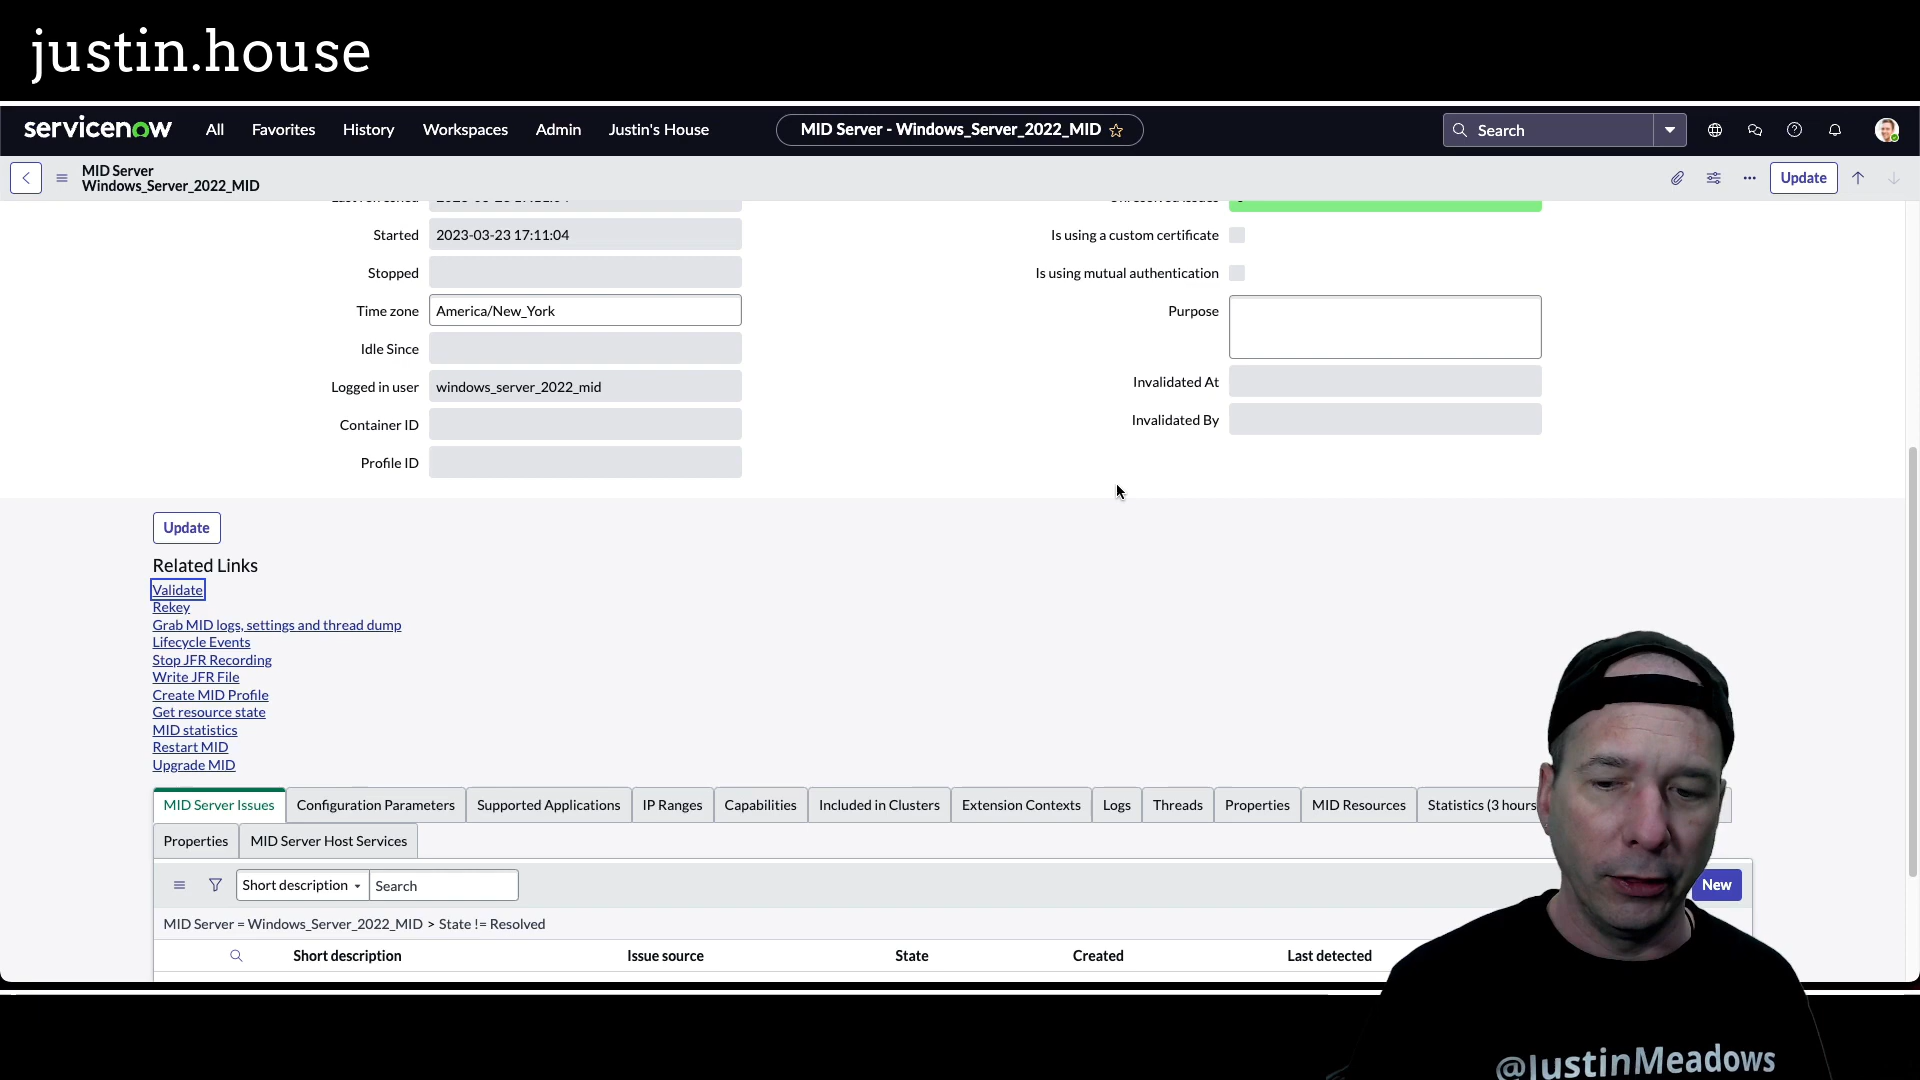 justin.house
servicenow All Favorites History Workspaces Admin Justin's House MID Server - Windows_Server_2022_MID Search
MID Server
Windows_Server_2022_MID
Update
Started 2023-03-23 17:11:04
Is using a custom certificate
Stopped
Is using mutual authentication
Time zone America/New_York
Purpose
Idle Since
Logged in user windows_server_2022_mid
Invalidated At
Container ID
Invalidated By
Profile ID
Update
Related Links
Validate
Rekey
Grab MID logs, settings and thread dump
Lifecycle Events
Stop JFR Recording
Write JFR File
Create MID Profile
Get resource state
MID statistics
Restart MID
Upgrade MID
MID Server Issues Configuration Parameters Supported Applications IP Ranges Capabilities Included in Clusters Extension Contexts Logs Threads Properties MID Resources Statistics (3 hours
Properties MID Server Host Services
Short description Search New
MID Server = Windows_Server_2022_MID > State != Resolved
Short description Issue source State Created Last detected
@JustinMeadows